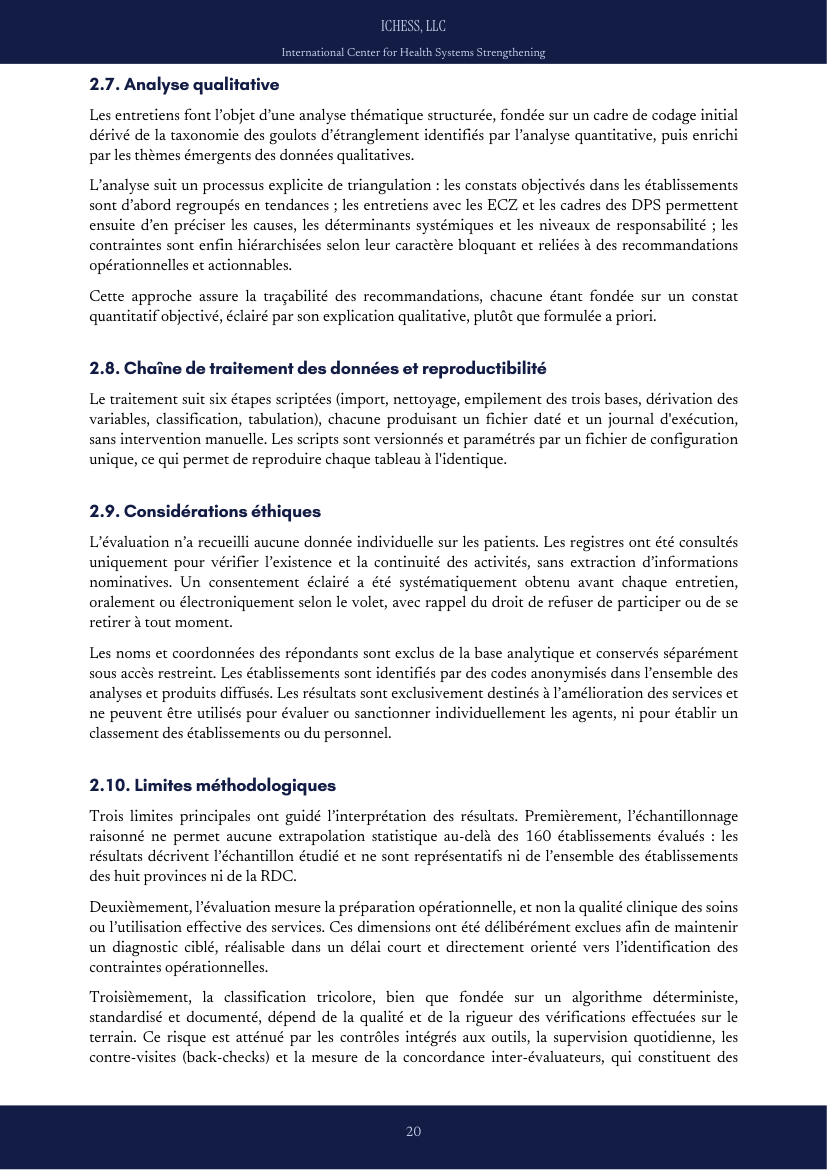 ICHESS, LLC
International Center for Health Systems Strengthening
2.7. Analyse qualitative
Les entretiens font l’objet d’une analyse thématique structurée, fondée sur un cadre de codage initial
dérivé de la taxonomie des goulots d’étranglement identifiés par l’analyse quantitative, puis enrichi
par les thèmes émergents des données qualitatives.
L’analyse suit un processus explicite de triangulation : les constats objectivés dans les établissements
sont d’abord regroupés en tendances ; les entretiens avec les ECZ et les cadres des DPS permettent
ensuite d’en préciser les causes, les déterminants systémiques et les niveaux de responsabilité ; les
contraintes sont enfin hiérarchisées selon leur caractère bloquant et reliées à des recommandations
opérationnelles et actionnables.
Cette approche assure la traçabilité des recommandations, chacune étant fondée sur un constat
quantitatif objectivé, éclairé par son explication qualitative, plutôt que formulée a priori.
2.8. Chaîne de traitement des données et reproductibilité
Le traitement suit six étapes scriptées (import, nettoyage, empilement des trois bases, dérivation des
variables, classification, tabulation), chacune produisant un fichier daté et un journal d'exécution,
sans intervention manuelle. Les scripts sont versionnés et paramétrés par un fichier de configuration
unique, ce qui permet de reproduire chaque tableau à l'identique.
2.9. Considérations éthiques
L’évaluation n’a recueilli aucune donnée individuelle sur les patients. Les registres ont été consultés
uniquement pour vérifier l’existence et la continuité des activités, sans extraction d’informations
nominatives. Un consentement éclairé a été systématiquement obtenu avant chaque entretien,
oralement ou électroniquement selon le volet, avec rappel du droit de refuser de participer ou de se
retirer à tout moment.
Les noms et coordonnées des répondants sont exclus de la base analytique et conservés séparément
sous accès restreint. Les établissements sont identifiés par des codes anonymisés dans l’ensemble des
analyses et produits diffusés. Les résultats sont exclusivement destinés à l’amélioration des services et
ne peuvent être utilisés pour évaluer ou sanctionner individuellement les agents, ni pour établir un
classement des établissements ou du personnel.
2.10. Limites méthodologiques
Trois limites principales ont guidé l’interprétation des résultats. Premièrement, l’échantillonnage
raisonné ne permet aucune extrapolation statistique au-delà des 160 établissements évalués : les
résultats décrivent l’échantillon étudié et ne sont représentatifs ni de l’ensemble des établissements
des huit provinces ni de la RDC.
Deuxièmement, l’évaluation mesure la préparation opérationnelle, et non la qualité clinique des soins
ou l’utilisation effective des services. Ces dimensions ont été délibérément exclues afin de maintenir
un diagnostic ciblé, réalisable dans un délai court et directement orienté vers l’identification des
contraintes opérationnelles.
Troisièmement, la classification tricolore, bien que fondée sur un algorithme déterministe,
standardisé et documenté, dépend de la qualité et de la rigueur des vérifications effectuées sur le
terrain. Ce risque est atténué par les contrôles intégrés aux outils, la supervision quotidienne, les
contre-visites (back-checks) et la mesure de la concordance inter-évaluateurs, qui constituent des
20